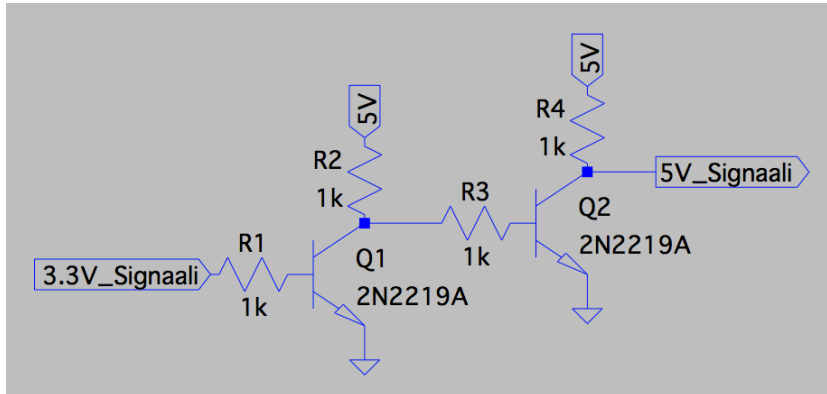 5V
R4
1k
5V_Signaali
5V
R2
1k
R3
1k
Q2
2N2219A
R1
1k
3.3V_Signaali
Q1
2N2219A